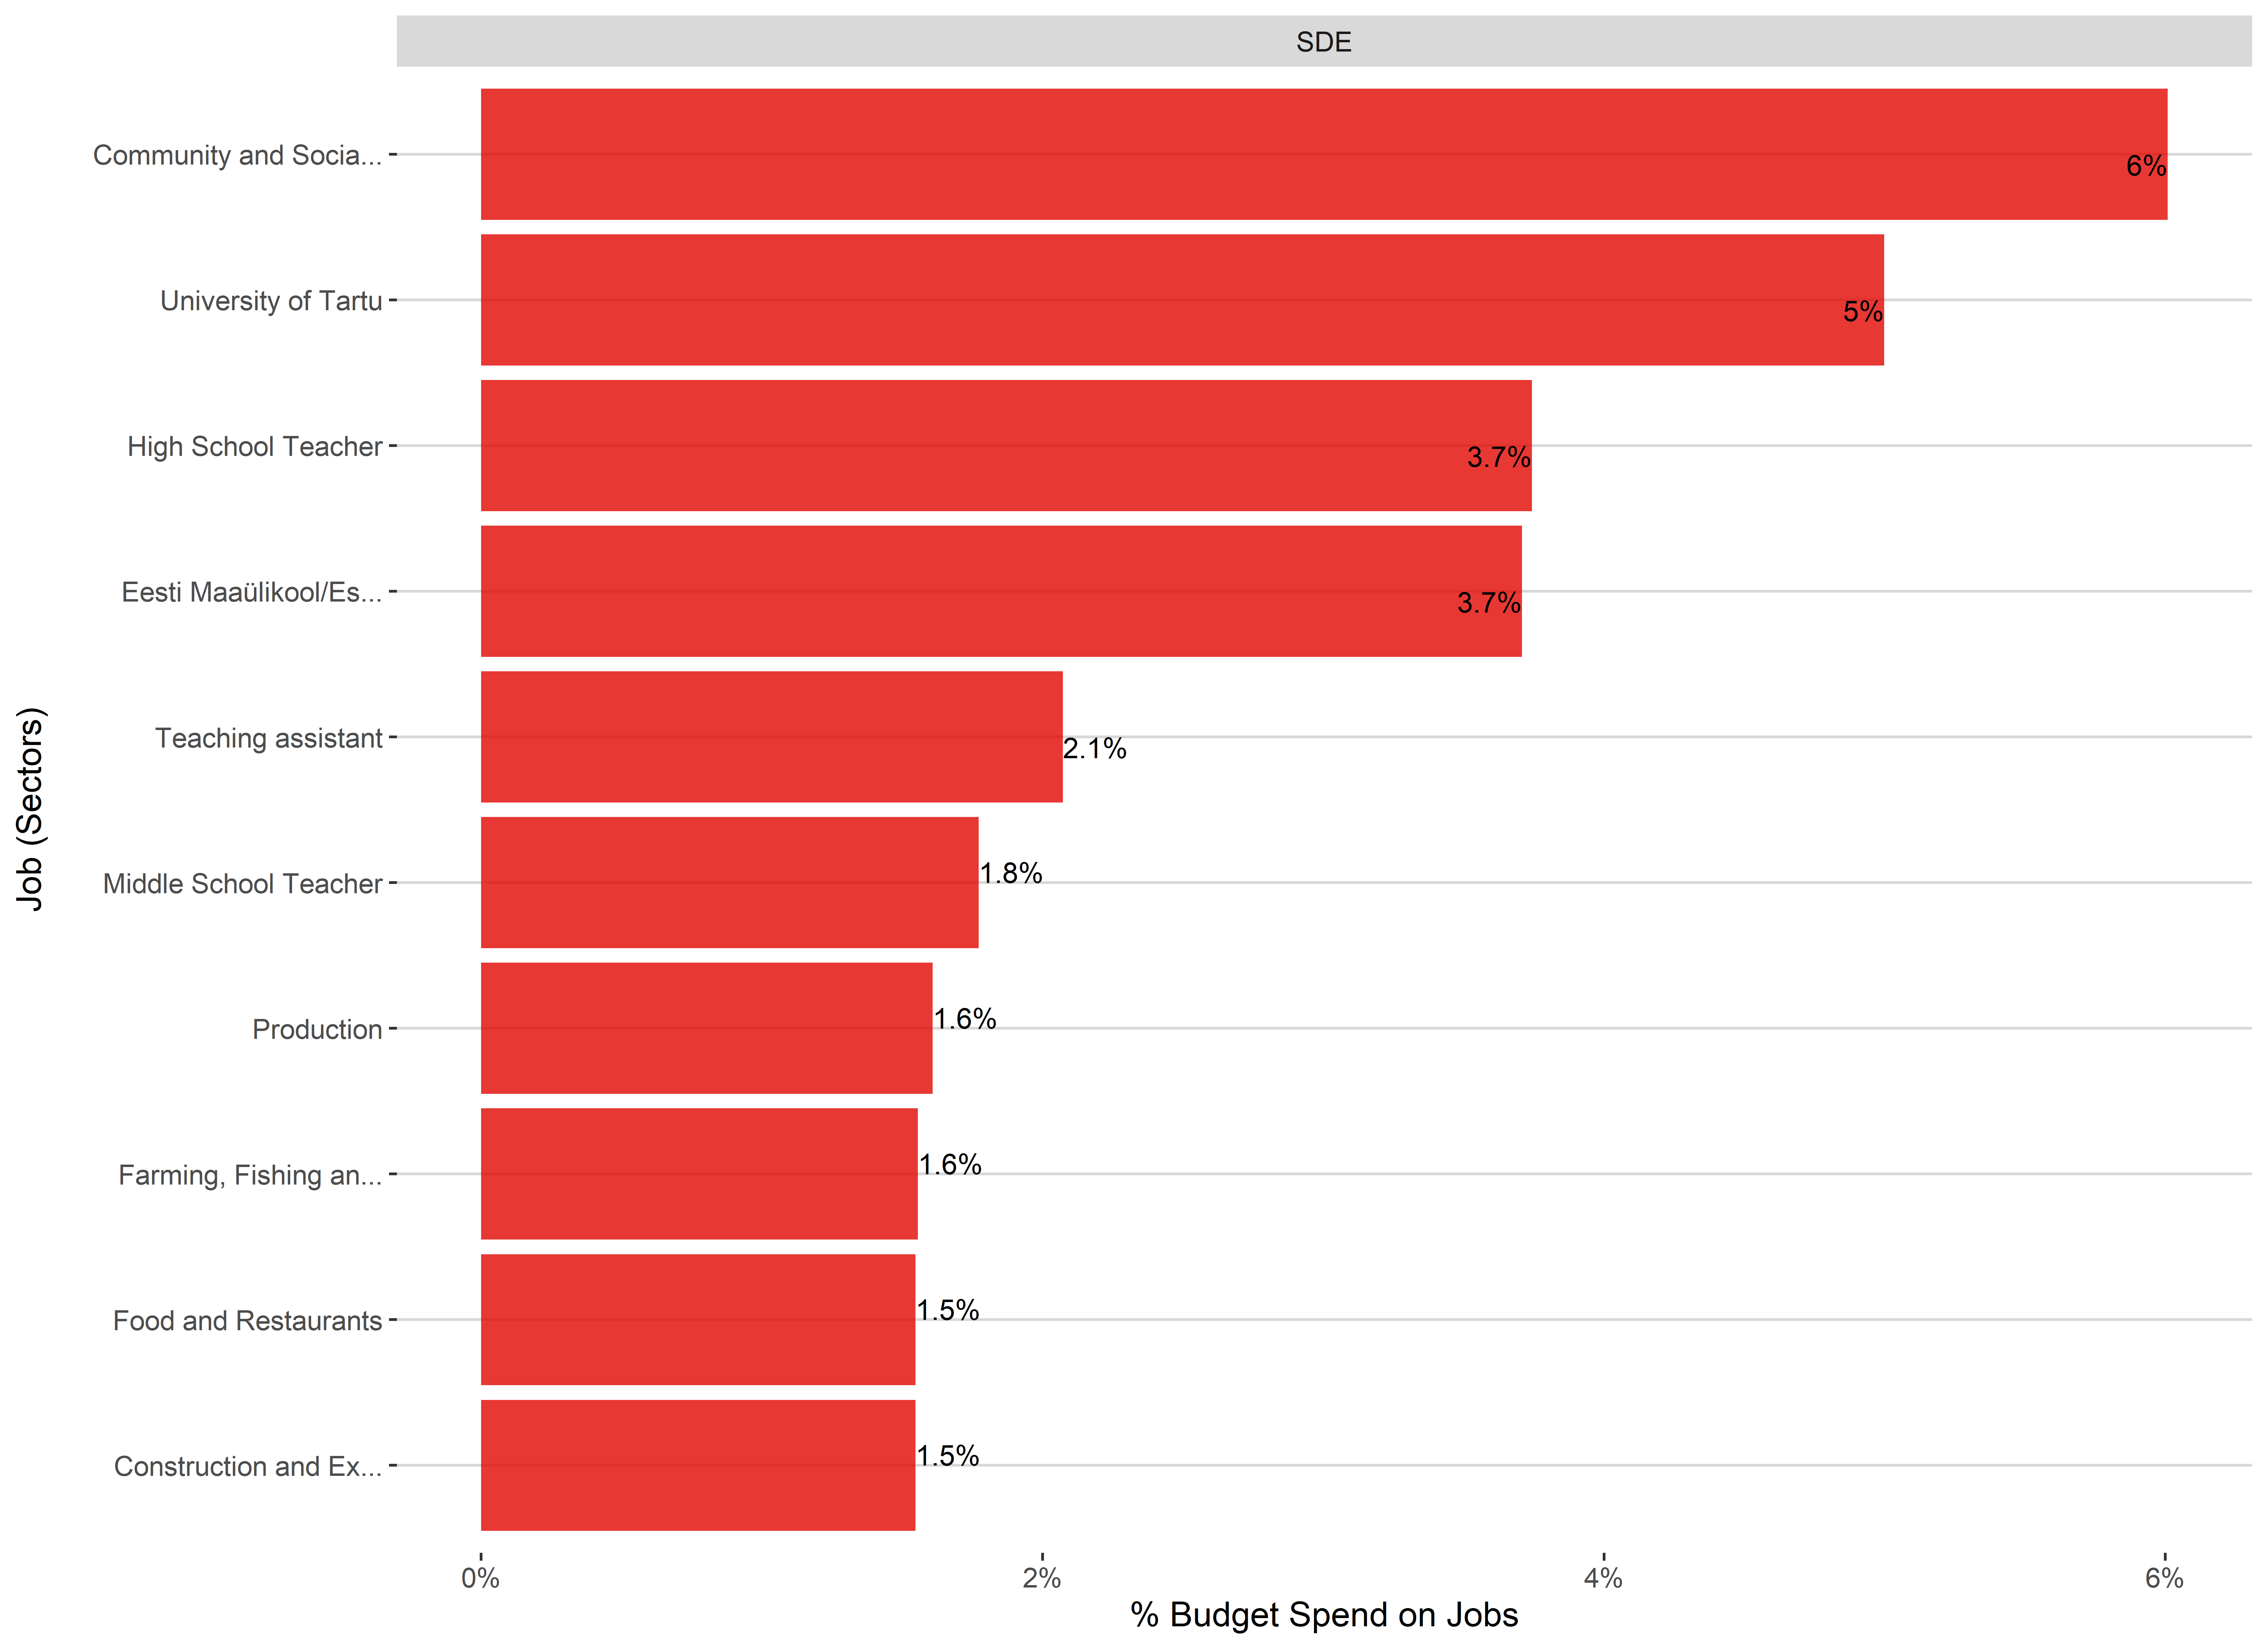 SDE
Community and Socia...
6%
University of Tartu
5%
High School Teacher
3.7%
Eesti Maaülikool/Es...
3.7%
Teaching assistant
2.1%
Middle School Teacher
1.8%
Production
1.6%
Farming, Fishing an...
1.6%
Food and Restaurants
1.5%
Construction and Ex...
1.5%
Job (Sectors)
0% 2% 4% 6%
% Budget Spend on Jobs